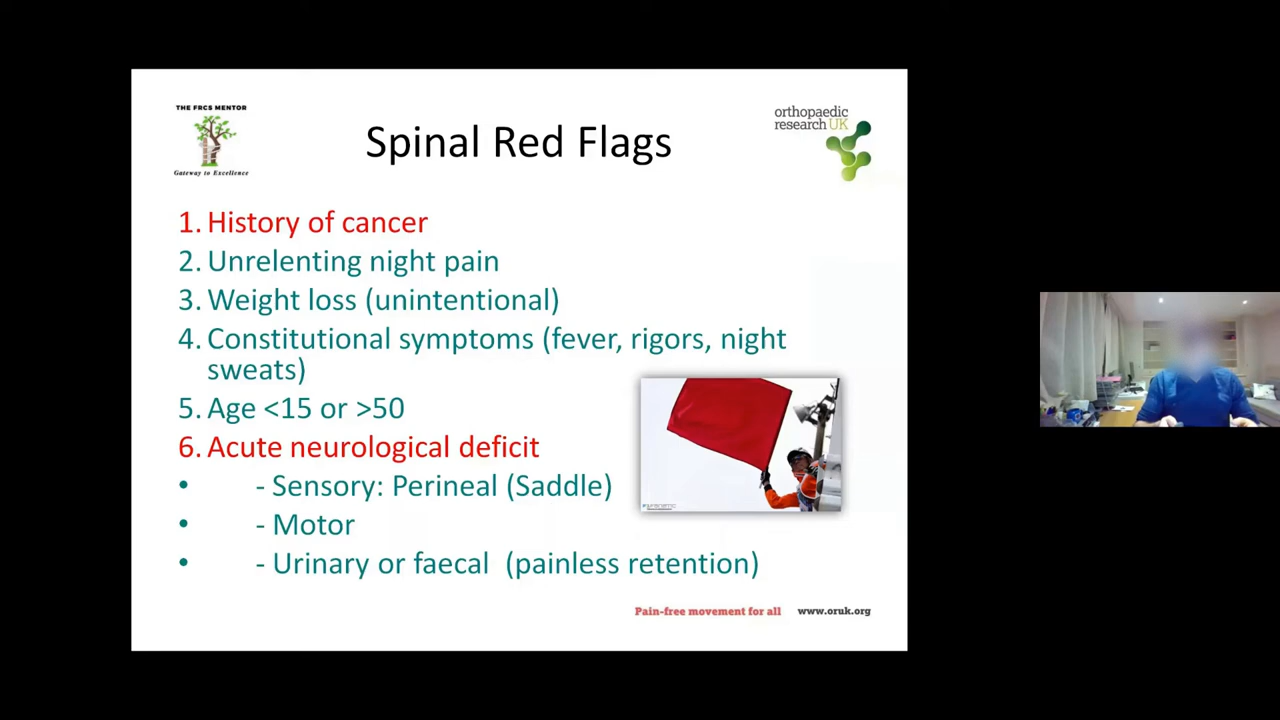 THE FRCS MENTOR
Gateway to Excellence
orthopaedic
research UK
Spinal Red Flags
1. History of cancer
2. Unrelenting night pain
3. Weight loss (unintentional)
4. Constitutional symptoms (fever, rigors, night
sweats)
5. Age <15 or >50
6. Acute neurological deficit
• - Sensory: Perineal (Saddle)
• - Motor
• - Urinary or faecal (painless retention)
Pain-free movement for all www.oruk.org